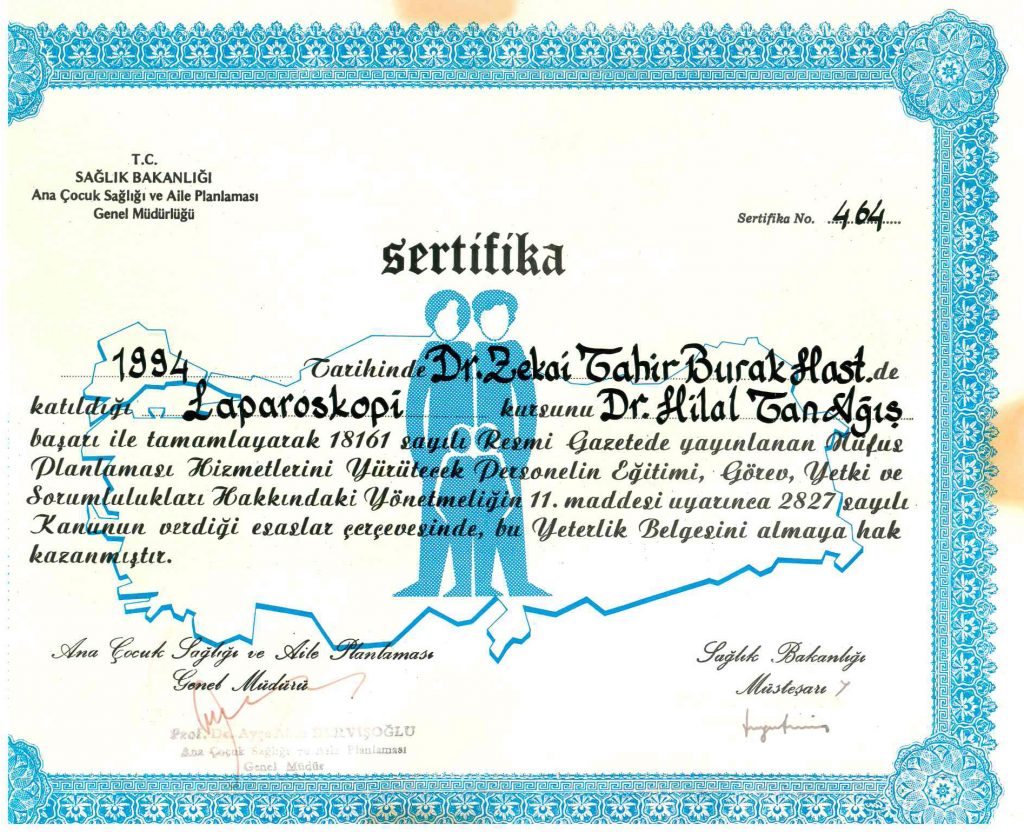 T.C.
SAĞLIK BAKANLIĞI
Ana Çocuk Sağlığı ve Aile Planlaması
Genel Müdürlüğü
Sertifika No. 464
sertifika
1994 Tarihinde Dr. Zekai Tahir Burak Hast. de
katıldığı Laparoskopi kursunu Dr. Hilal Tan Ağış
başarı ile tamamlayarak 18161 sayılı Resmi Gazetede yayınlanan Nüfus
Planlaması Hizmetlerini Yürütecek Personelin Eğitimi, Görev, Yetki ve
Sorumlulukları Hakkındaki Yönetmeliğin 11. maddesi uyarınca 2827 sayılı
Kanunun verdiği esaslar çerçevesinde, bu Yeterlik Belgesini almaya hak
kazanmıştır.
Ana Çocuk Sağlığı ve Aile Planlaması
Genel Müdürü
Sağlık Bakanlığı
Müsteşarı
Prof. Dr.
Ana Çocuk Sağlığı ve Aile Planlaması
Genel Müdür